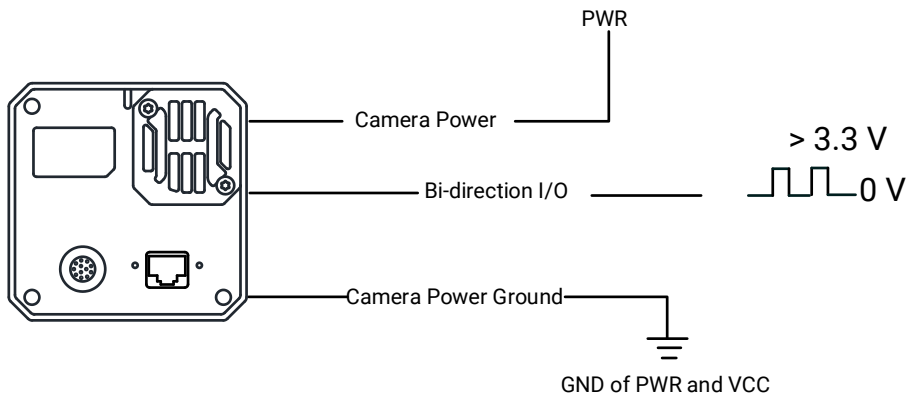 PWR
Camera Power
> 3.3 V
Bi-direction I/O
0 V
Camera Power Ground
GND of PWR and VCC